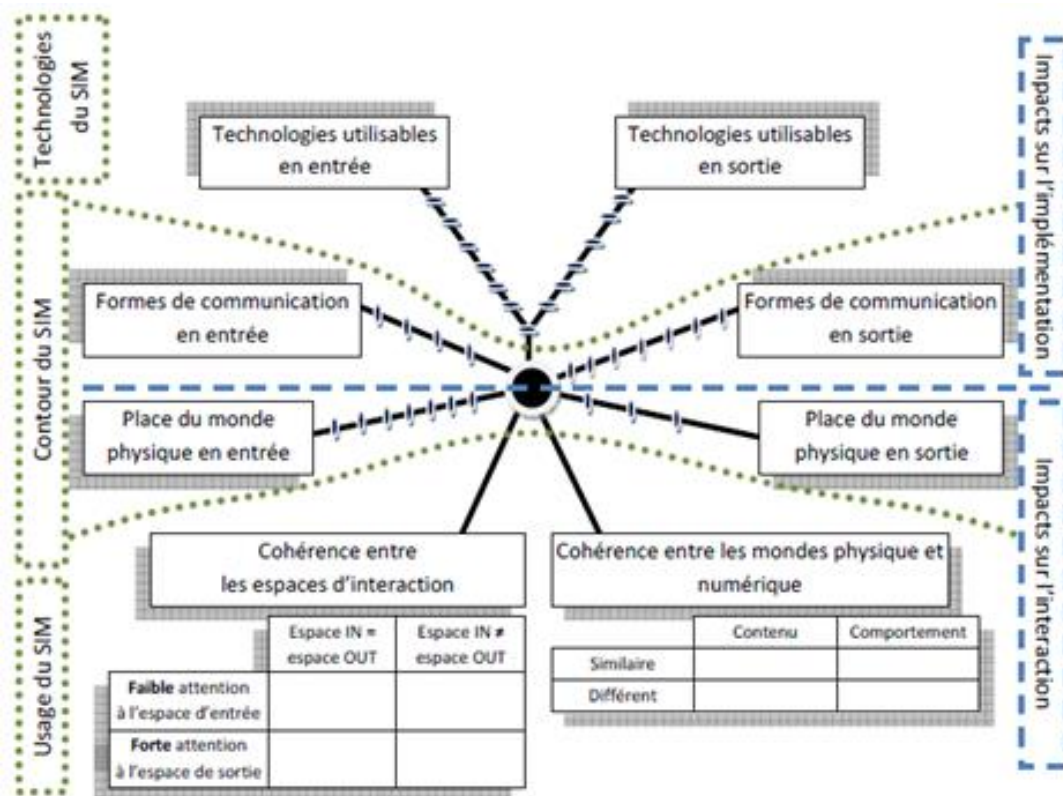 Technologies
du SIM
Contour du SIM
Usage du SIM
Technologies utilisables
en entrée
Technologies utilisables
en sortie
Formes de communication
en entrée
Formes de communication
en sortie
Place du monde
physique en entrée
Place du monde
physique en sortie
Cohérence entre
les espaces d'interaction
Cohérence entre les mondes physique et
numérique
Espace IN =
espace OUT
Espace IN ≠
espace OUT
Faible attention
à l'espace d'entrée
Forte attention
à l'espace de sortie
Contenu
Comportement
Similaire
Différent
Impacts sur l'implémentation
Impacts sur l'interaction